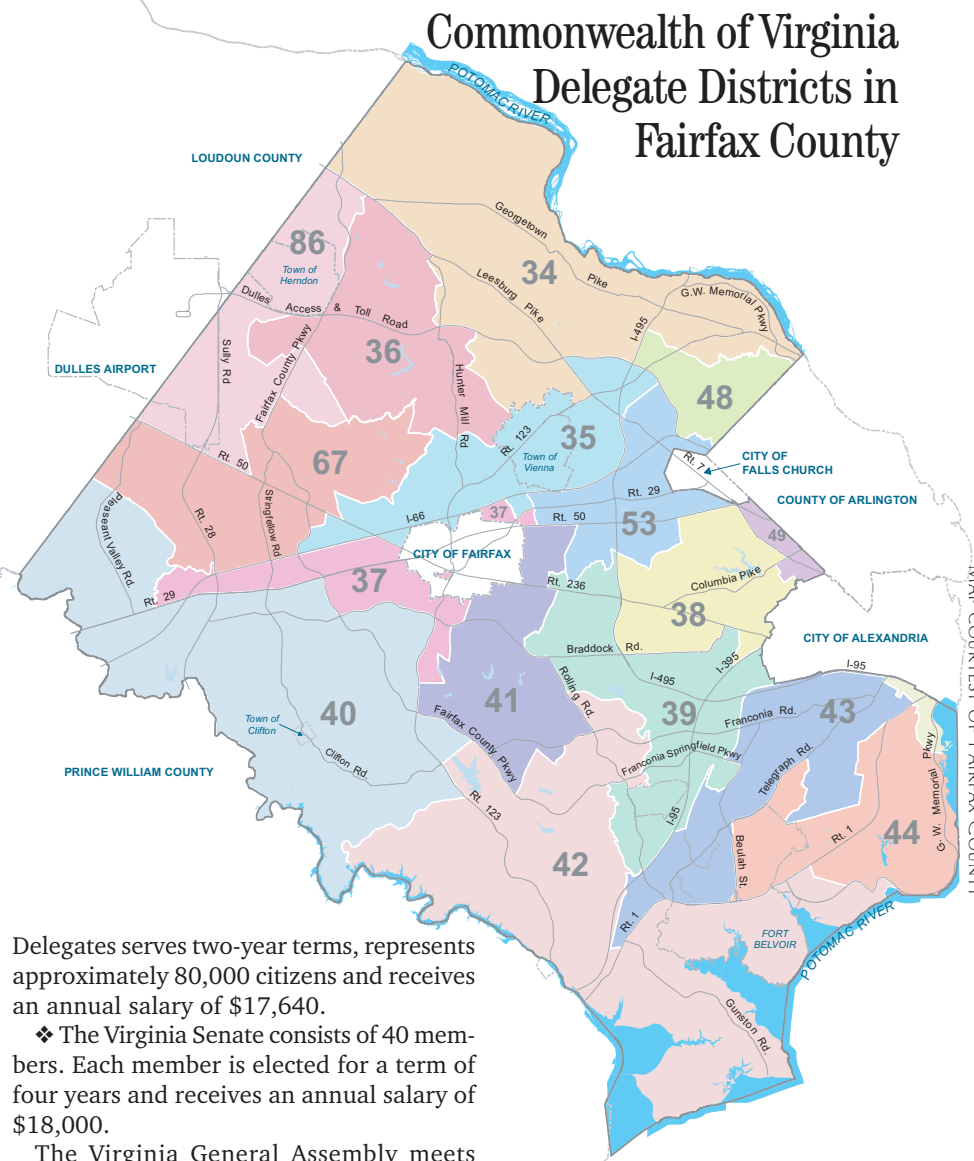 Commonwealth of Virginia
Delegate Districts in
Fairfax County
POTOMAC RIVER
LOUDOUN COUNTY
Georgetown
Pike
86
Town of
Herndon
34
Leesburg Pike
G.W. Memorial Pkwy
Dulles Access & Toll Road
I-495
36
Sully Rd
Fairfax County Pkwy
DULLES AIRPORT
Hunter Mill Rd
48
Rt. 123
35
Town of
Vienna
Rt. 50
67
Rt. 7
CITY OF
FALLS CHURCH
COUNTY OF ARLINGTON
Pleasant Valley Rd.
Rt. 28
Stringfellow Rd
I-66
37
Rt. 29
Rt. 50
53
49
CITY OF FAIRFAX
37
Rt. 236
Columbia Pike
Rt. 29
38
CITY OF ALEXANDRIA
Braddock Rd.
I-395
I-95
I-495
Rolling Rd.
40
41
39
Franconia Rd.
43
Town of
Clifton
Fairfax County Pkwy
Franconia Springfield Pkwy
Telegraph Rd.
Clifton Rd.
PRINCE WILLIAM COUNTY
Rt. 123
I-95
G. W. Memorial Pkwy
MAP COURTESY OF FAIRFAX COUNTY
Rt. 1
44
42
Beulah St.
Rt. 1
FORT
BELVOIR
POTOMAC RIVER
Gunston Rd.
Delegates serves two-year terms, represents
approximately 80,000 citizens and receives
an annual salary of $17,640.
❖ The Virginia Senate consists of 40 mem-
bers. Each member is elected for a term of
four years and receives an annual salary of
$18,000.
The Virginia General Assembly meets